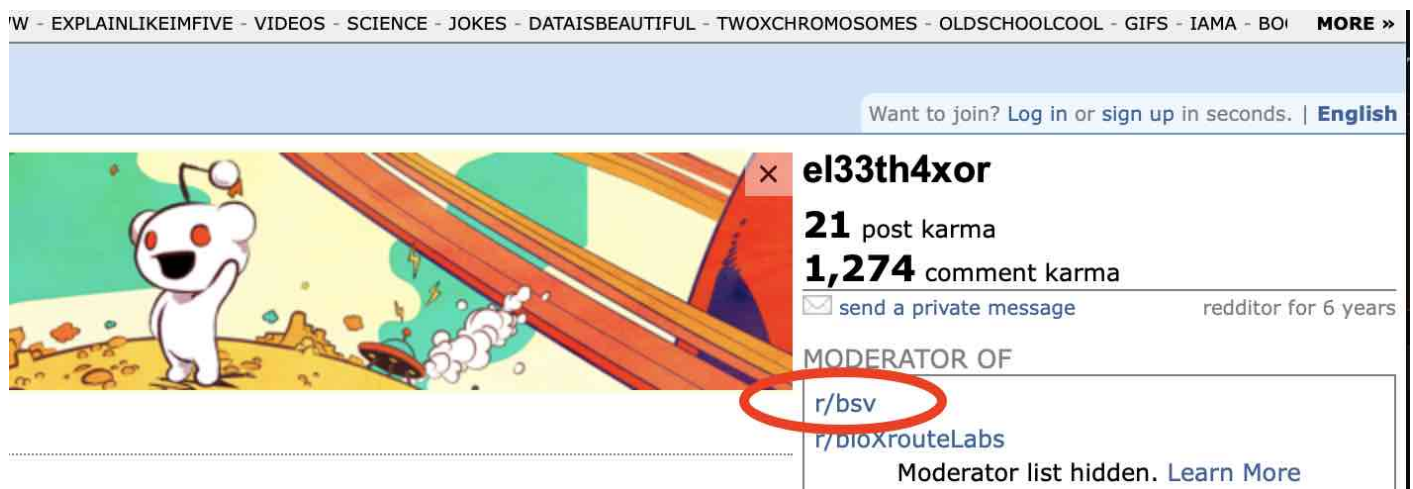 W - EXPLAINLIKEIMFIVE - VIDEOS - SCIENCE - JOKES - DATAISBEAUTIFUL - TWOXCHROMOSOMES - OLDSCHOOLCOOL - GIFS - IAMA - BO MORE »
Want to join? Log in or sign up in seconds. | English
el33th4xor
21 post karma
1,274 comment karma
send a private message redditor for 6 years
MODERATOR OF
r/bsv
r/bloXrouteLabs
Moderator list hidden. Learn More